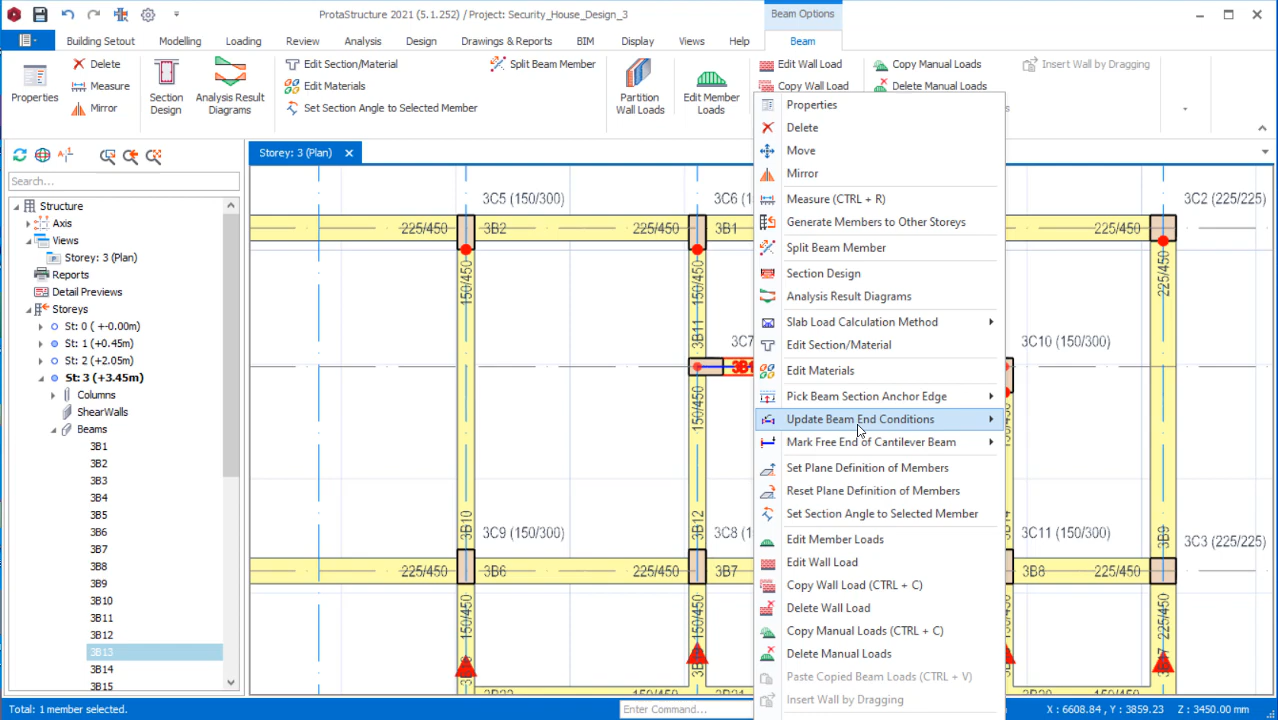 ProtaStructure 2021 (5.1.252) / Project: Security_House_Design_3
Beam Options
Building Setout
Modelling
Loading
Review
Analysis
Design
Drawings & Reports
BIM
Display
Views
Help
Beam
Properties
Delete
Measure
Mirror
Section Design
Analysis Result Diagrams
Edit Section/Material
Edit Materials
Set Section Angle to Selected Member
Split Beam Member
Partition Wall Loads
Edit Member Loads
Edit Wall Load
Copy Wall Load
Copy Manual Loads
Delete Manual Loads
Insert Wall by Dragging
Search...
Structure
Axis
Views
Storey: 3 (Plan)
Reports
Detail Previews
Storeys
St: 0 ( +-0.00m)
St: 1 (+0.45m)
St: 2 (+2.05m)
St: 3 (+3.45m)
Columns
ShearWalls
Beams
3B1
3B2
3B3
3B4
3B5
3B6
3B7
3B8
3B9
3B10
3B11
3B12
3B13
3B14
3B15
Storey: 3 (Plan)
3C5 (150/300)
3C6 (1
3C2 (225/225)
225/450
3B2
225/450
3B1
225/450
150/450
150/450
225/450
3B11
3C7
3C10 (150/300)
3B1
150/450
3B10
3C9 (150/300)
3B12
3C8 (1
3C11 (150/300)
3B9
3C3 (225/225)
225/450
3B6
225/450
3B7
3B8
225/450
150/450
150/450
225/450
Properties
Delete
Move
Mirror
Measure (CTRL + R)
Generate Members to Other Storeys
Split Beam Member
Section Design
Analysis Result Diagrams
Slab Load Calculation Method
Edit Section/Material
Edit Materials
Pick Beam Section Anchor Edge
Update Beam End Conditions
Mark Free End of Cantilever Beam
Set Plane Definition of Members
Reset Plane Definition of Members
Set Section Angle to Selected Member
Edit Member Loads
Edit Wall Load
Copy Wall Load (CTRL + C)
Delete Wall Load
Copy Manual Loads (CTRL + C)
Delete Manual Loads
Paste Copied Beam Loads (CTRL + V)
Insert Wall by Dragging
Total: 1 member selected.
Enter Command...
X : 6608.84 / Y : 3859.23
Z : 3450.00 mm